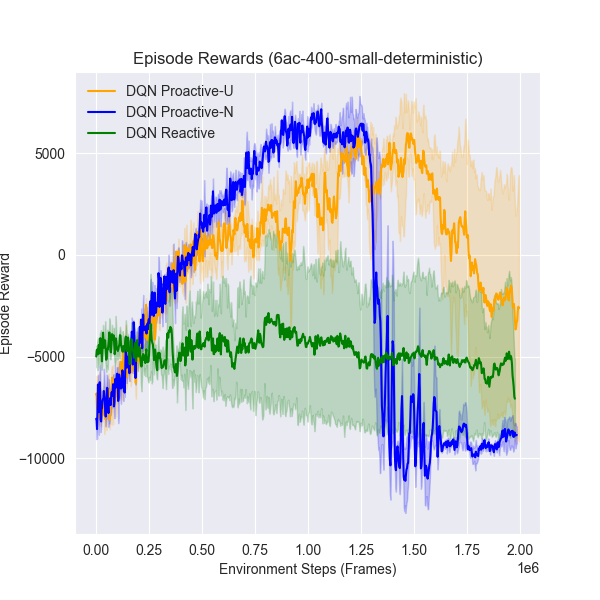 Episode Rewards (6ac-400-small-deterministic)
DQN Proactive-U
DQN Proactive-N
DQN Reactive
Episode Reward
5000
0
−5000
−10000
0.00 0.25 0.50 0.75 1.00 1.25 1.50 1.75 2.00
1e6
Environment Steps (Frames)